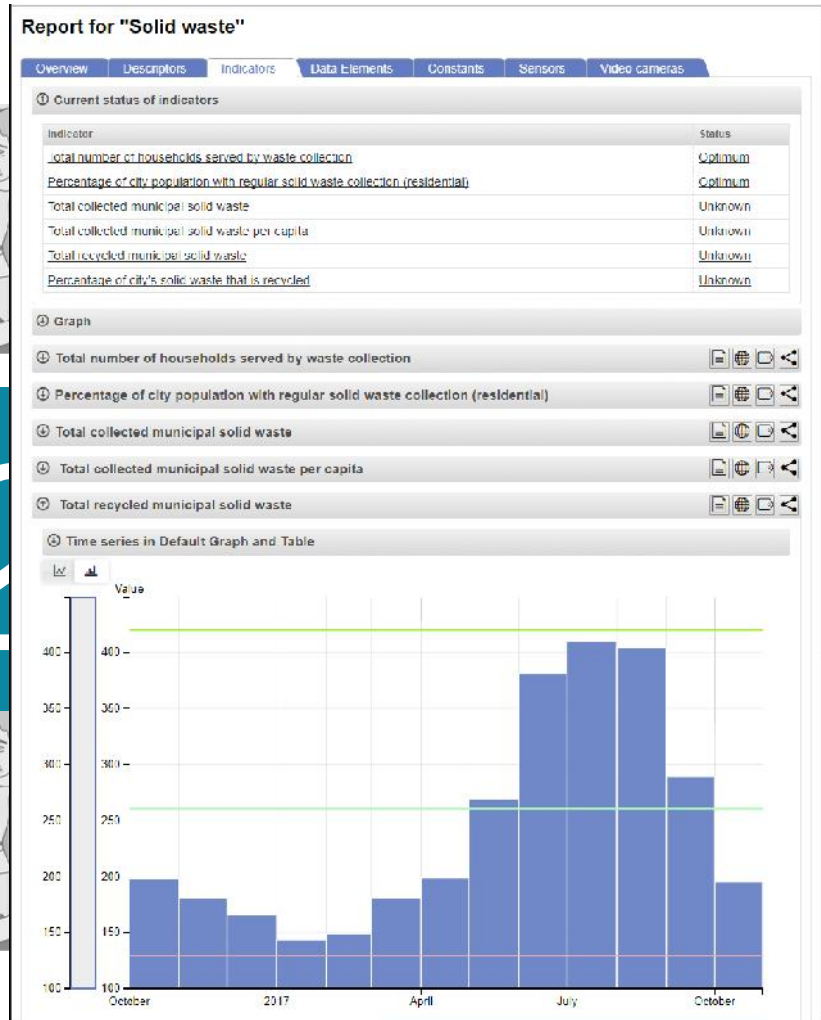 Report for "Solid waste"
Overview Descriptors Indicators Data Elements Constants Sensors Video cameras
Current status of indicators
Indicator Status
Total number of households served by waste collection Optimum
Percentage of city population with regular solid waste collection (residential) Optimum
Total collected municipal solid waste Unknown
Total collected municipal solid waste per capita Unknown
Total recycled municipal solid waste Unknown
Percentage of city's solid waste that is recycled Unknown
Graph
Total number of households served by waste collection
Percentage of city population with regular solid waste collection (residential)
Total collected municipal solid waste
Total collected municipal solid waste per capita
Total recycled municipal solid waste
Time series in Default Graph and Table
Value
400 400
350 350
300 300
250 250
200 200
150 150
100 100
October 2017 April July October